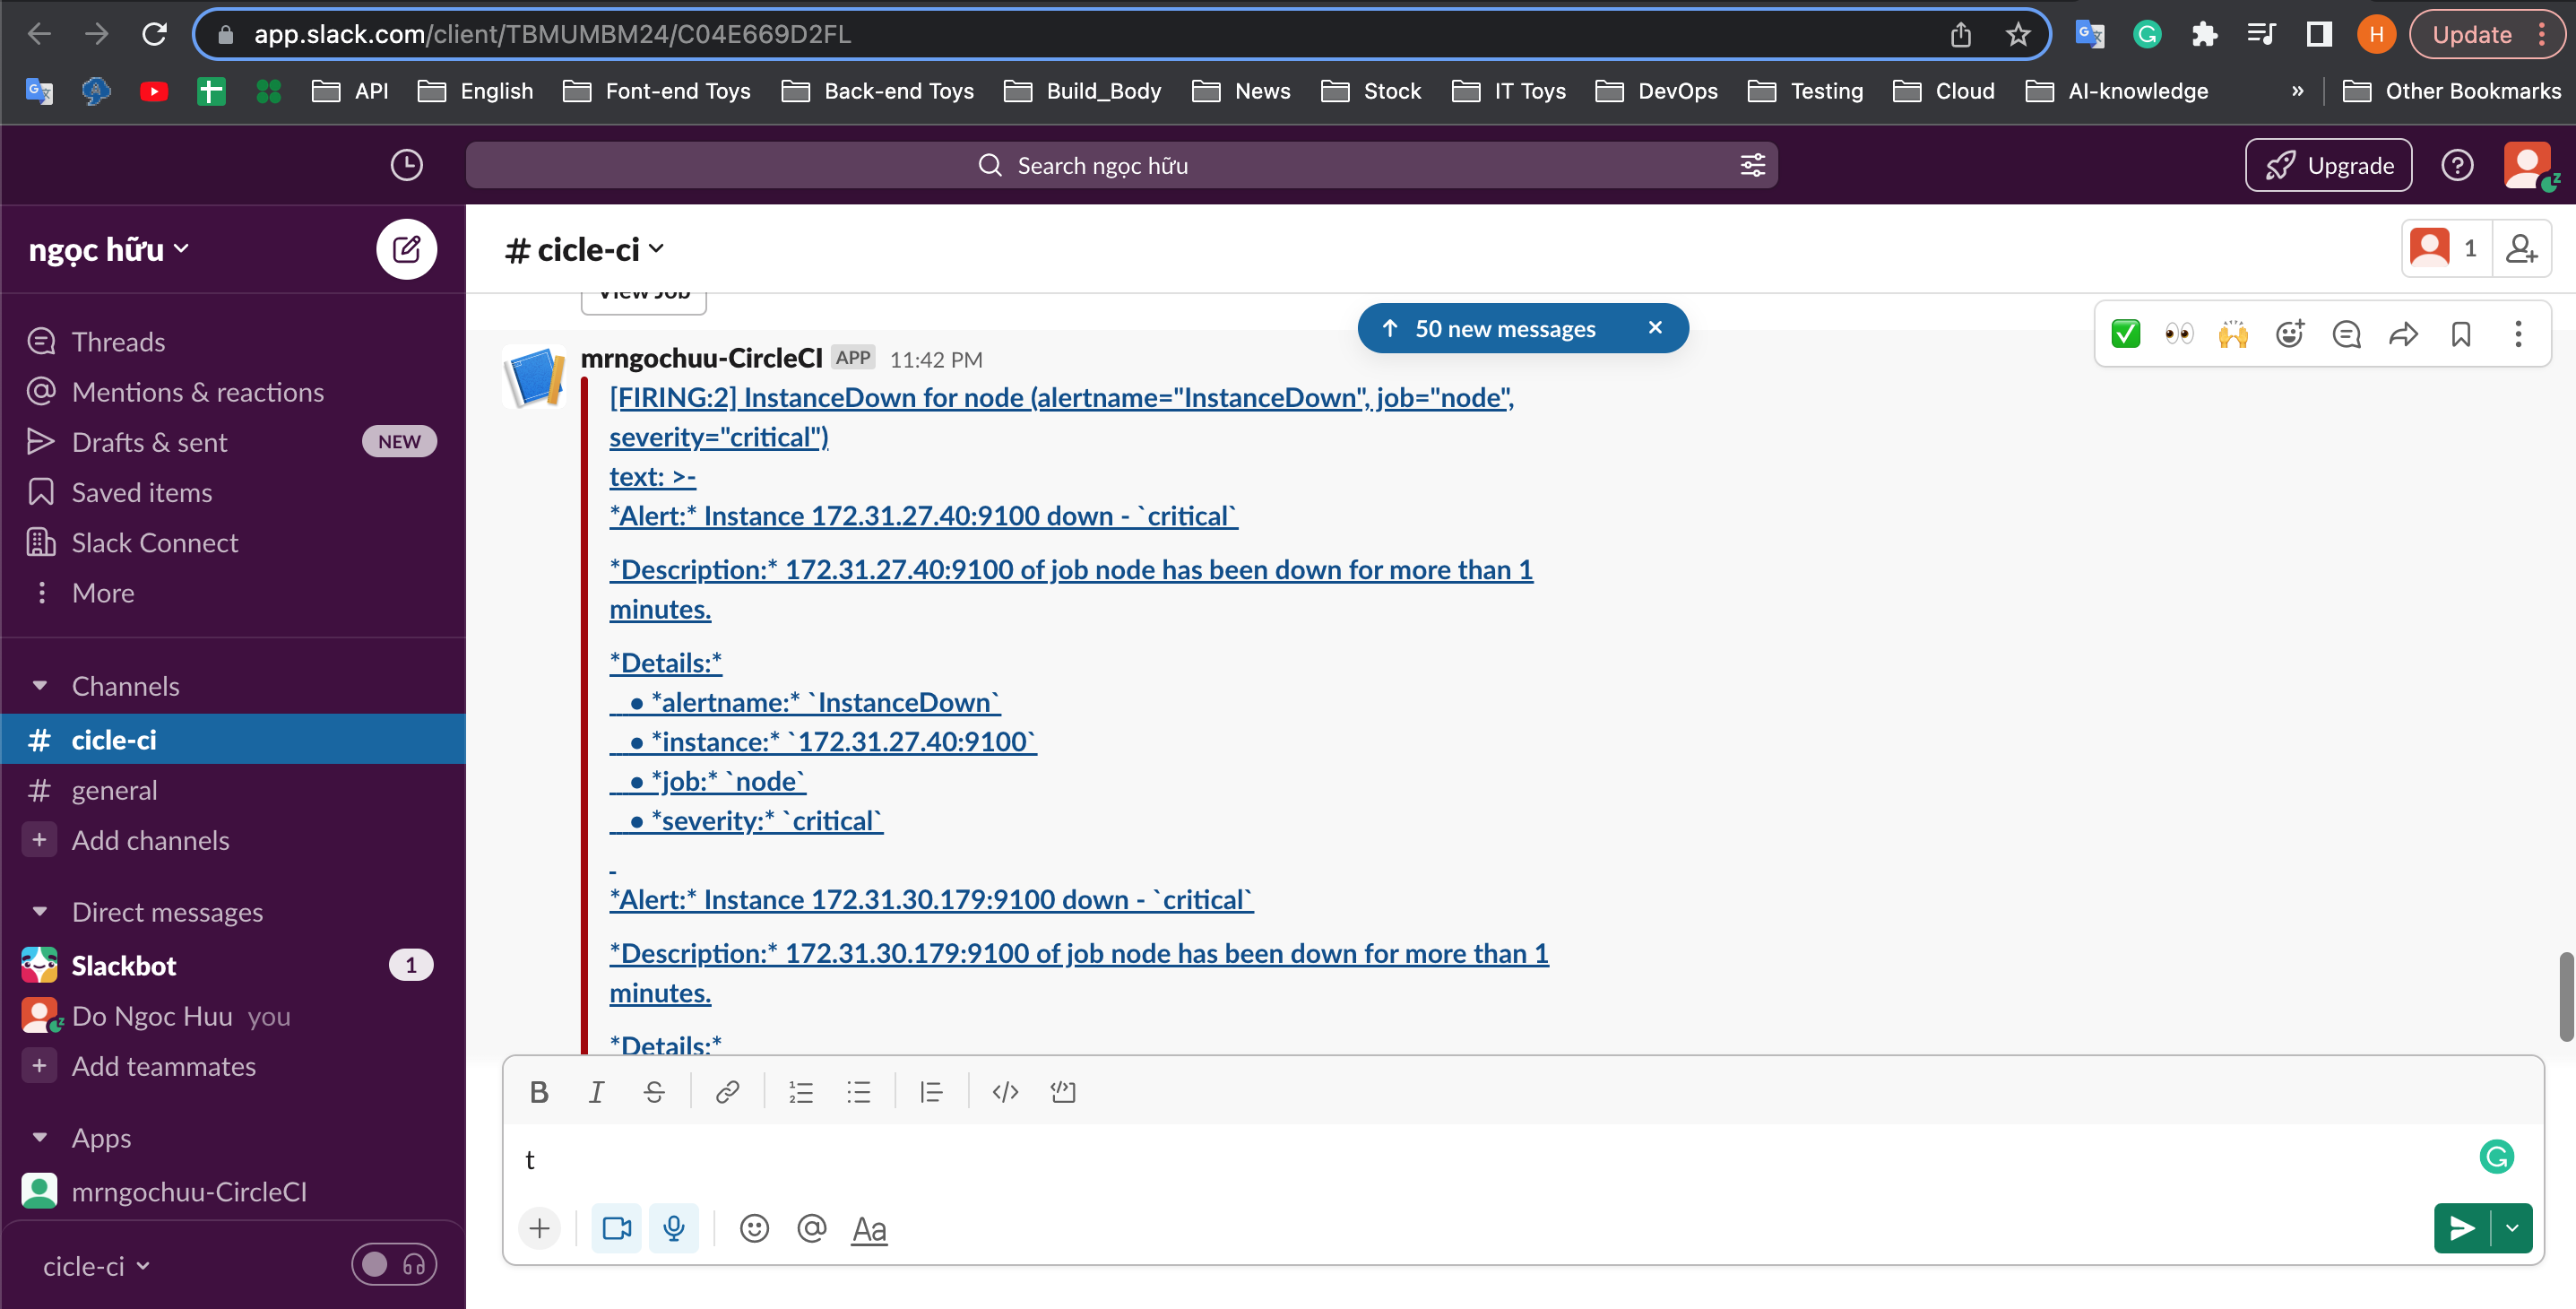 app.slack.com/client/TBMUMBM24/C04E669D2FL
H
Update
API
English
Font-end Toys
Back-end Toys
Build_Body
News
Stock
IT Toys
DevOps
Testing
Cloud
AI-knowledge
»
Other Bookmarks
Search ngọc hữu
Upgrade
ngọc hữu
Threads
Mentions & reactions
Drafts & sent NEW
Saved items
Slack Connect
More
Channels
# cicle-ci
# general
+ Add channels
Direct messages
Slackbot 1
Do Ngoc Huu you
+ Add teammates
Apps
mrngochuu-CircleCI
cicle-ci
# cicle-ci
1
View Job
↑ 50 new messages ×
mrngochuu-CircleCI APP 11:42 PM
[FIRING:2] InstanceDown for node (alertname="InstanceDown", job="node",
severity="critical")
text: >-
*Alert:* Instance 172.31.27.40:9100 down - `critical`
*Description:* 172.31.27.40:9100 of job node has been down for more than 1
minutes.
*Details:*
• *alertname:* `InstanceDown`
• *instance:* `172.31.27.40:9100`
• *job:* `node`
• *severity:* `critical`
*Alert:* Instance 172.31.30.179:9100 down - `critical`
*Description:* 172.31.30.179:9100 of job node has been down for more than 1
minutes.
*Details:*
B I S
t
+ @ Aa